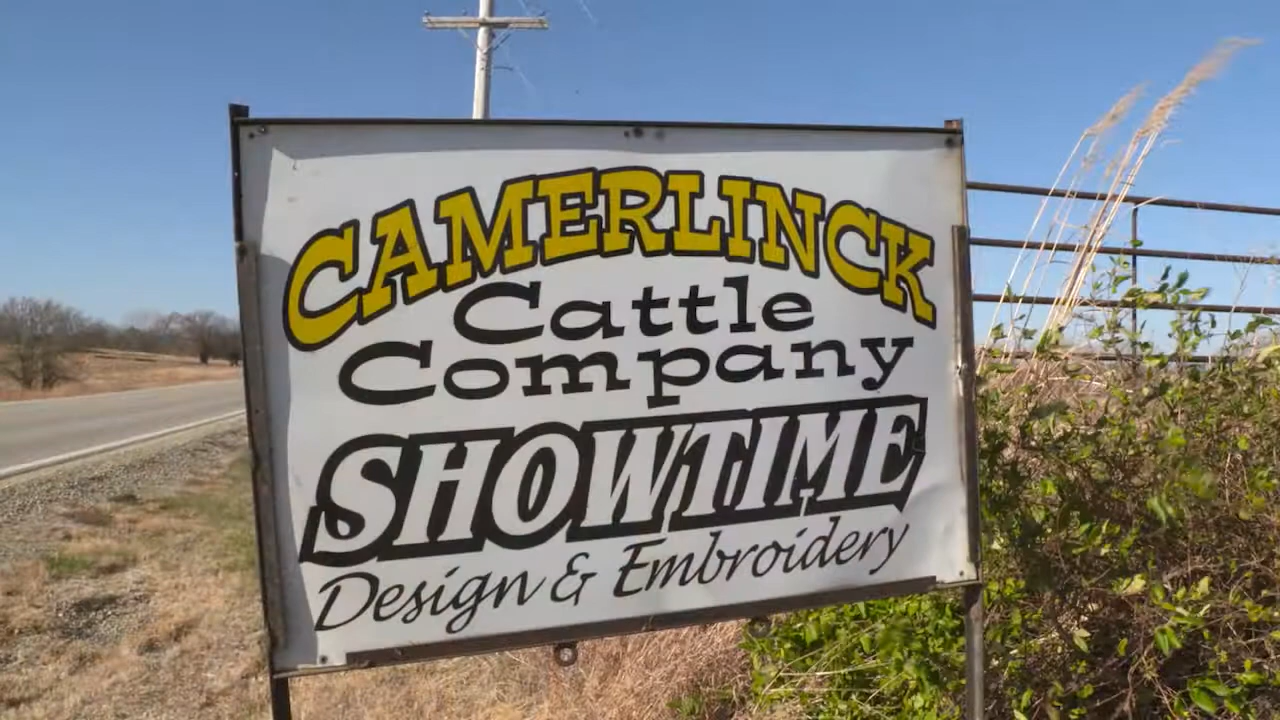 CAMERLINCK
Cattle
Company
SHOWTIME
Design & Embroidery